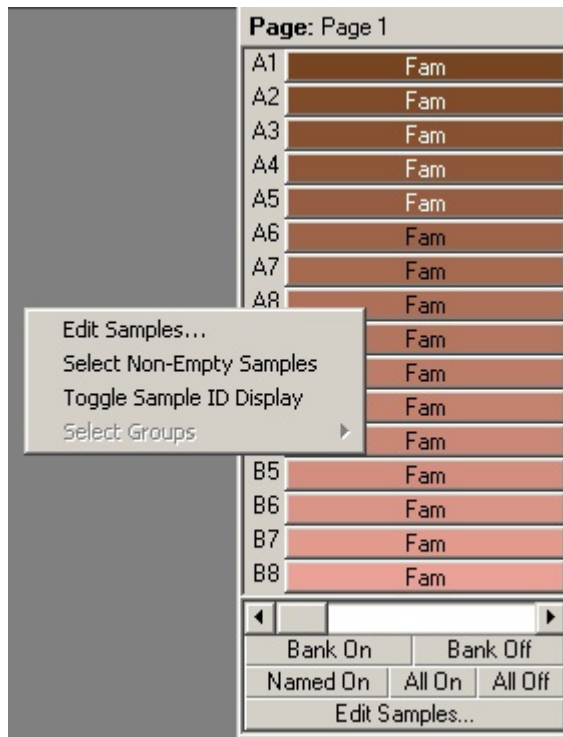 Page: Page 1
A1 Fam
A2 Fam
A3 Fam
A4 Fam
A5 Fam
A6 Fam
A7 Fam
A8 Fam
Edit Samples...
Fam
Select Non-Empty Samples
Fam
Toggle Sample ID Display
Fam
Select Groups
Fam
B5 Fam
B6 Fam
B7 Fam
B8 Fam
Bank On Bank Off
Named On All On All Off
Edit Samples...